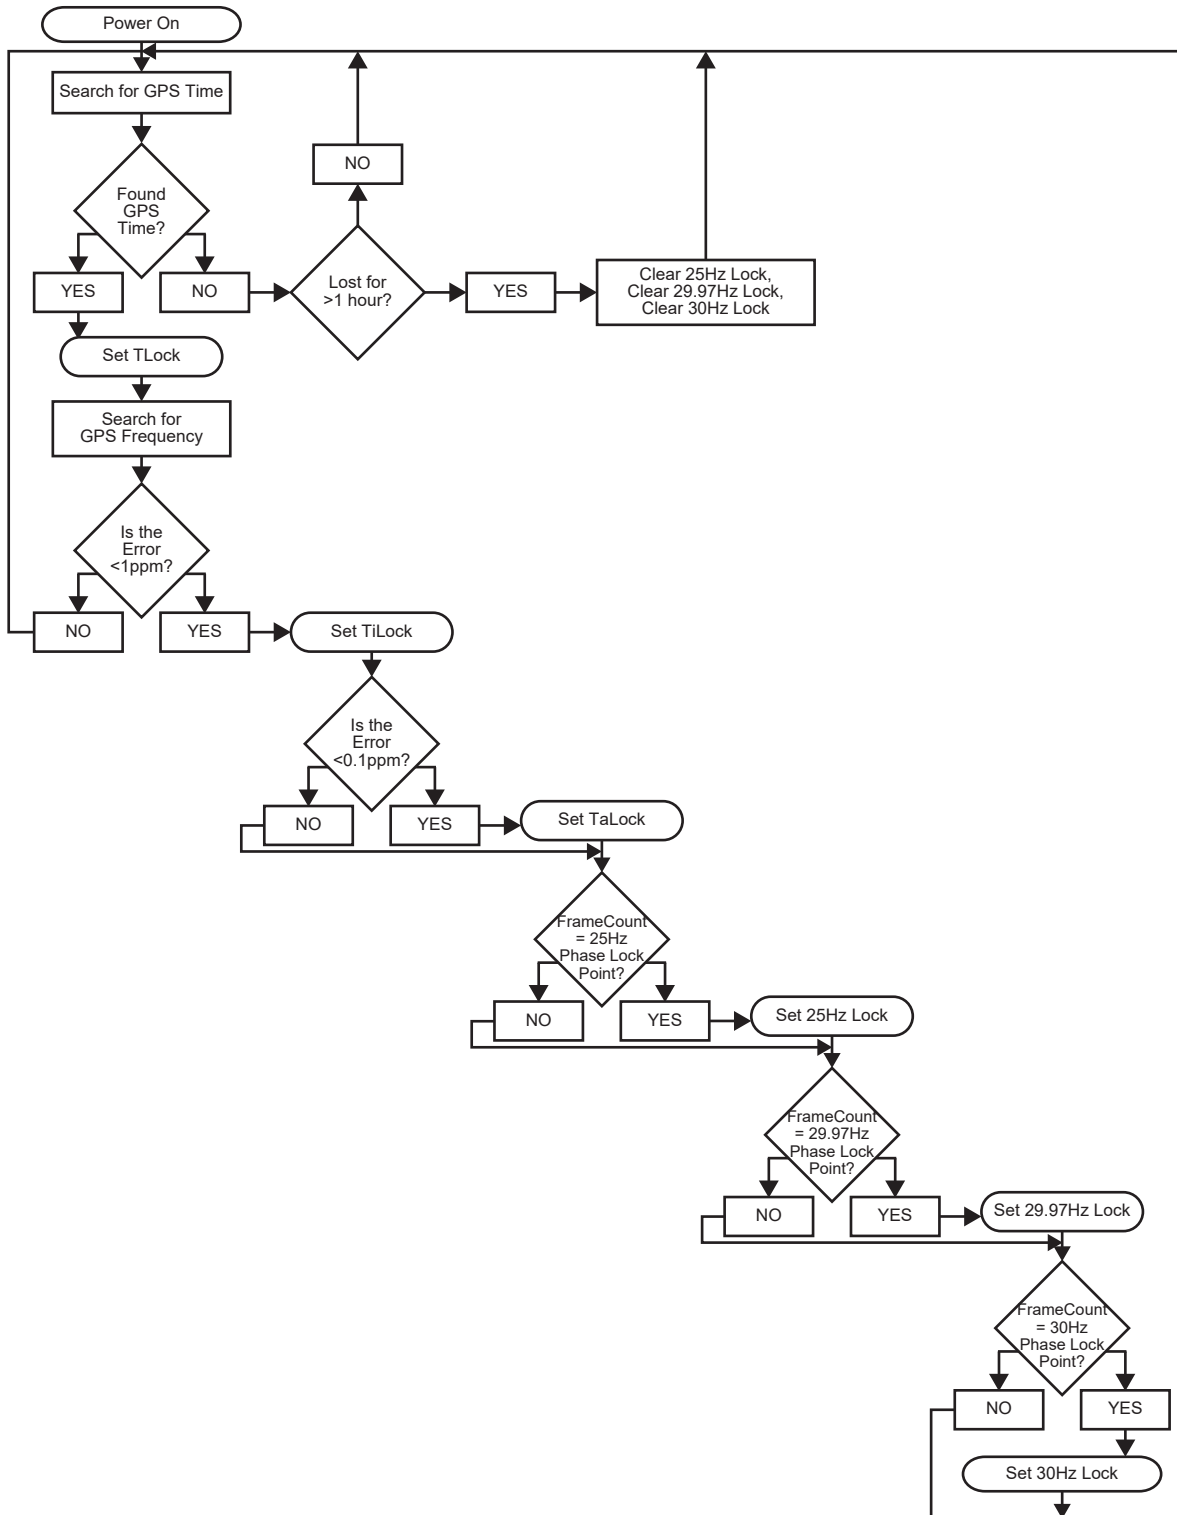 Power On
Search for GPS Time
NO
Found
GPS
Time?
YES
NO
Lost for
>1 hour?
YES
Clear 25Hz Lock,
Clear 29.97Hz Lock,
Clear 30Hz Lock
Set TLock
Search for
GPS Frequency
Is the
Error
<1ppm?
NO
YES
Set TiLock
Is the
Error
<0.1ppm?
NO
YES
Set TaLock
FrameCount
= 25Hz
Phase Lock
Point?
NO
YES
Set 25Hz Lock
FrameCount
= 29.97Hz
Phase Lock
Point?
NO
YES
Set 29.97Hz Lock
FrameCount
= 30Hz
Phase Lock
Point?
NO
YES
Set 30Hz Lock